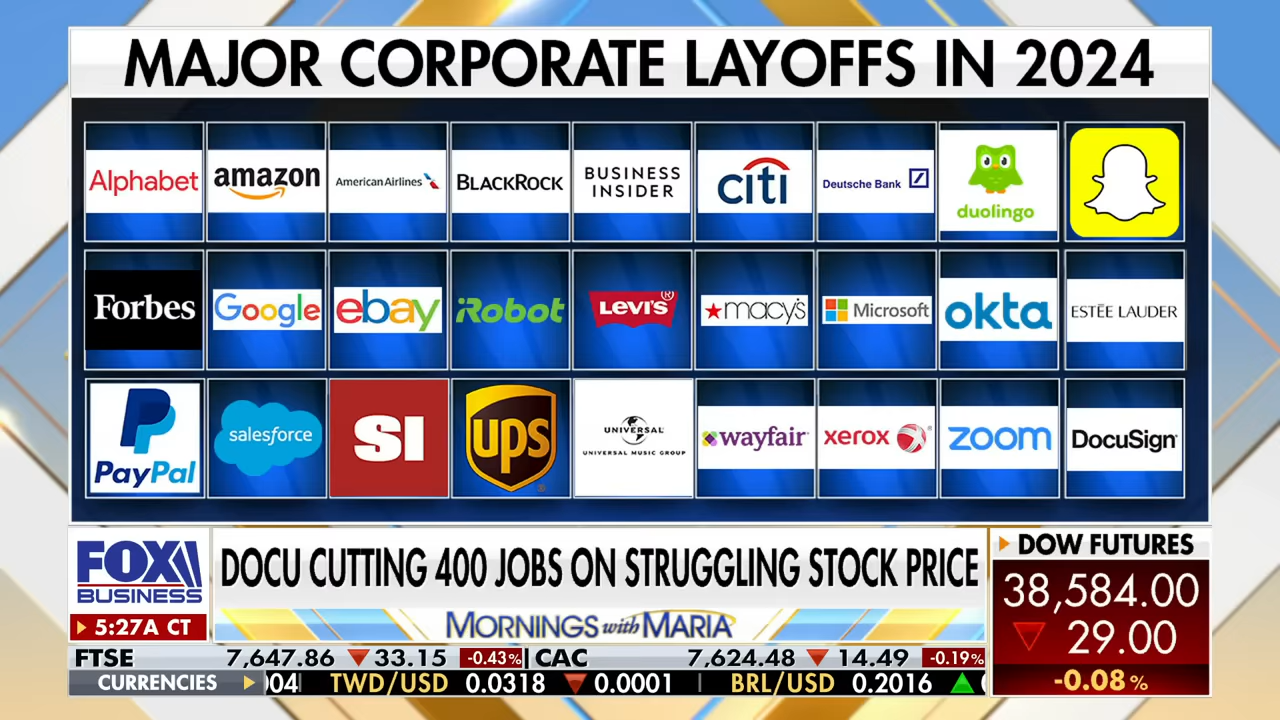 MAJOR CORPORATE LAYOFFS IN 2024
Alphabet
amazon
American Airlines
BLACKROCK
BUSINESS
INSIDER
citi
Deutsche Bank
duolingo
Forbes
Google
ebay
iRobot
LEVI'S®
macy's
Microsoft
okta
ESTĒE LAUDER
PayPal
salesforce
SI
ups
UNIVERSAL
UNIVERSAL MUSIC GROUP
wayfair
xerox
zoom
DocuSign
FOX
BUSINESS
5:27A CT
DOCU CUTTING 400 JOBS ON STRUGGLING STOCK PRICE
MORNINGS with MARIA
DOW FUTURES
38,584.00
29.00
-0.08%
FTSE 7,647.86 33.15 -0.43% CAC 7,624.48 14.49 -0.19%
CURRENCIES 004 TWD/USD 0.0318 0.0001 BRL/USD 0.2016